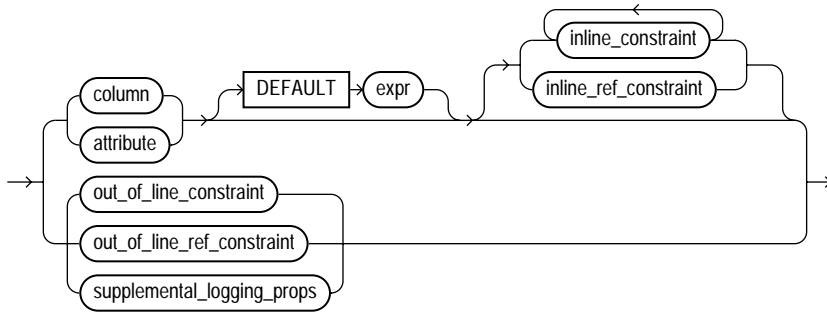 column
attribute
DEFAULT
expr
inline_constraint
inline_ref_constraint
out_of_line_constraint
out_of_line_ref_constraint
supplemental_logging_props